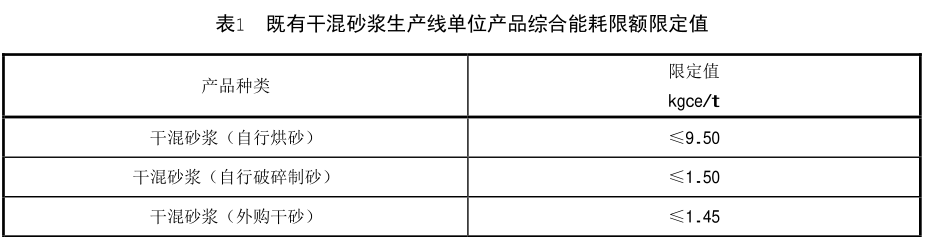 表1 既有干混砂浆生产线单位产品综合能耗限额限定值
产品种类
限定值
kgce/t
干混砂浆（自行烘砂）
≤9.50
干混砂浆（自行破碎制砂）
≤1.50
干混砂浆（外购干砂）
≤1.45